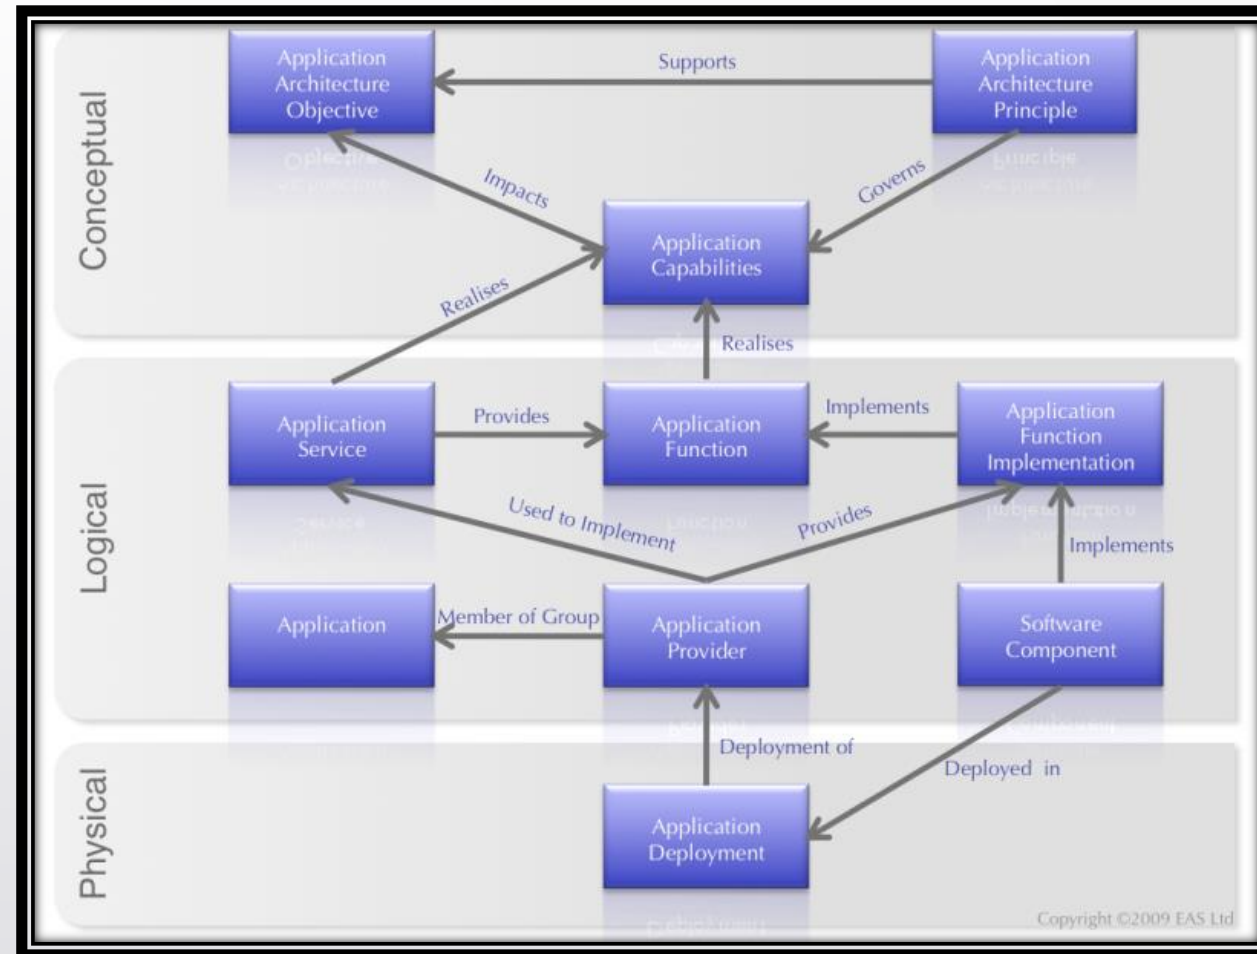 Conceptual
Application
Architecture
Objective
Supports
Application
Architecture
Principle
Impacts
Governs
Application
Capabilities
Realises
Realises
Logical
Application
Service
Provides
Application
Function
Implements
Application
Function
Implementation
Used to Implement
Provides
Implements
Application
Member of Group
Application
Provider
Software
Component
Physical
Deployment of
Deployed in
Application
Deployment
Copyright ©2009 EAS Ltd